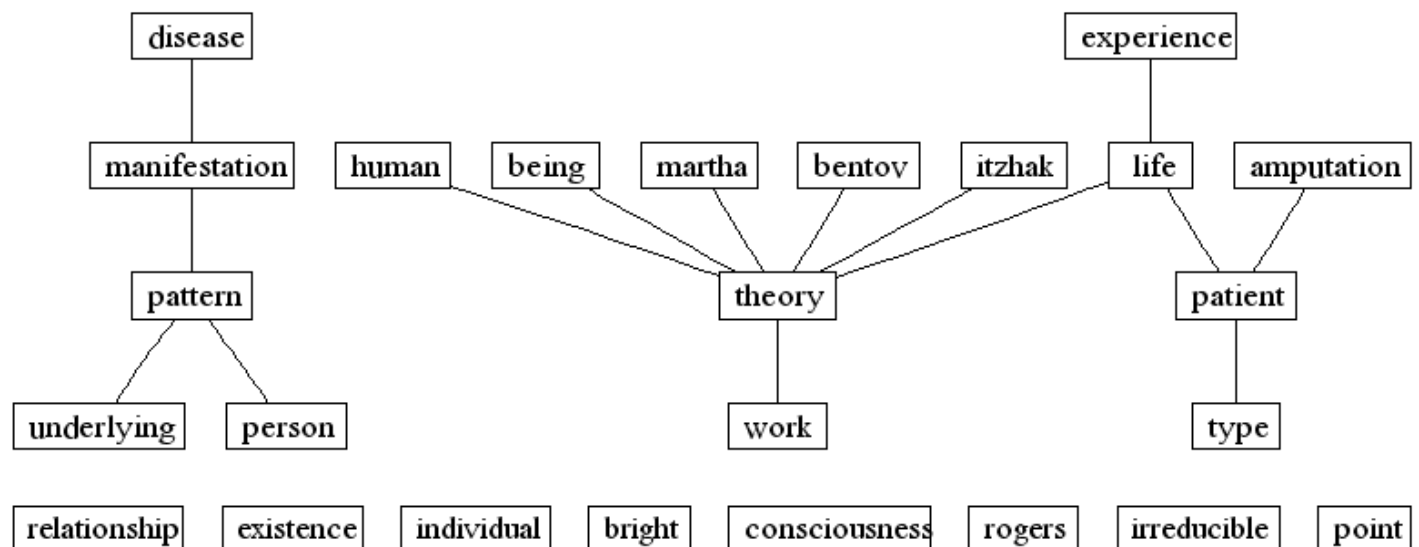 disease experience
manifestation human being martha bentov itzhak life amputation
pattern theory patient
underlying person work type
relationship existence individual bright consciousness rogers irreducible point